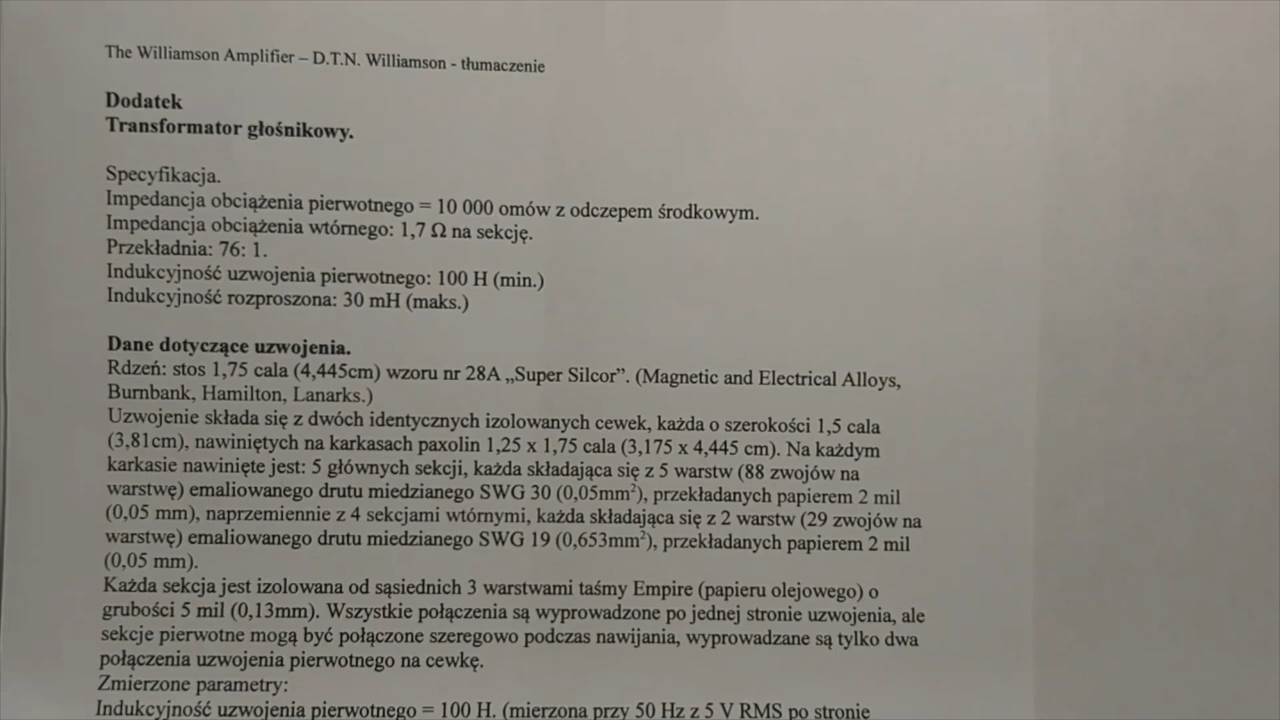 The Williamson Amplifier – D.T.N. Williamson - tłumaczenie
Dodatek
Transformator głośnikowy.
Specyfikacja.
Impedancja obciążenia pierwotnego = 10 000 omów z odczepem środkowym.
Impedancja obciążenia wtórnego: 1,7 Ω na sekcję.
Przekładnia: 76: 1.
Indukcyjność uzwojenia pierwotnego: 100 H (min.)
Indukcyjność rozproszona: 30 mH (maks.)
Dane dotyczące uzwojenia.
Rdzeń: stos 1,75 cala (4,445cm) wzoru nr 28A „Super Silcor”. (Magnetic and Electrical Alloys,
Burnbank, Hamilton, Lanarks.)
Uzwojenie składa się z dwóch identycznych izolowanych cewek, każda o szerokości 1,5 cala
(3,81cm), nawiniętych na karkasach paxolin 1,25 x 1,75 cala (3,175 x 4,445 cm). Na każdym
karkasie nawinięte jest: 5 głównych sekcji, każda składająca się z 5 warstw (88 zwojów na
warstwę) emaliowanego drutu miedzianego SWG 30 (0,05mm²), przekładanych papierem 2 mil
(0,05 mm), naprzemiennie z 4 sekcjami wtórnymi, każda składająca się z 2 warstw (29 zwojów na
warstwę) emaliowanego drutu miedzianego SWG 19 (0,653mm²), przekładanych papierem 2 mil
(0,05 mm).
Każda sekcja jest izolowana od sąsiednich 3 warstwami taśmy Empire (papieru olejowego) o
grubości 5 mil (0,13mm). Wszystkie połączenia są wyprowadzone po jednej stronie uzwojenia, ale
sekcje pierwotne mogą być połączone szeregowo podczas nawijania, wyprowadzane są tylko dwa
połączenia uzwojenia pierwotnego na cewkę.
Zmierzone parametry:
Indukcyjność uzwojenia pierwotnego = 100 H. (mierzona przy 50 Hz z 5 V RMS po stronie